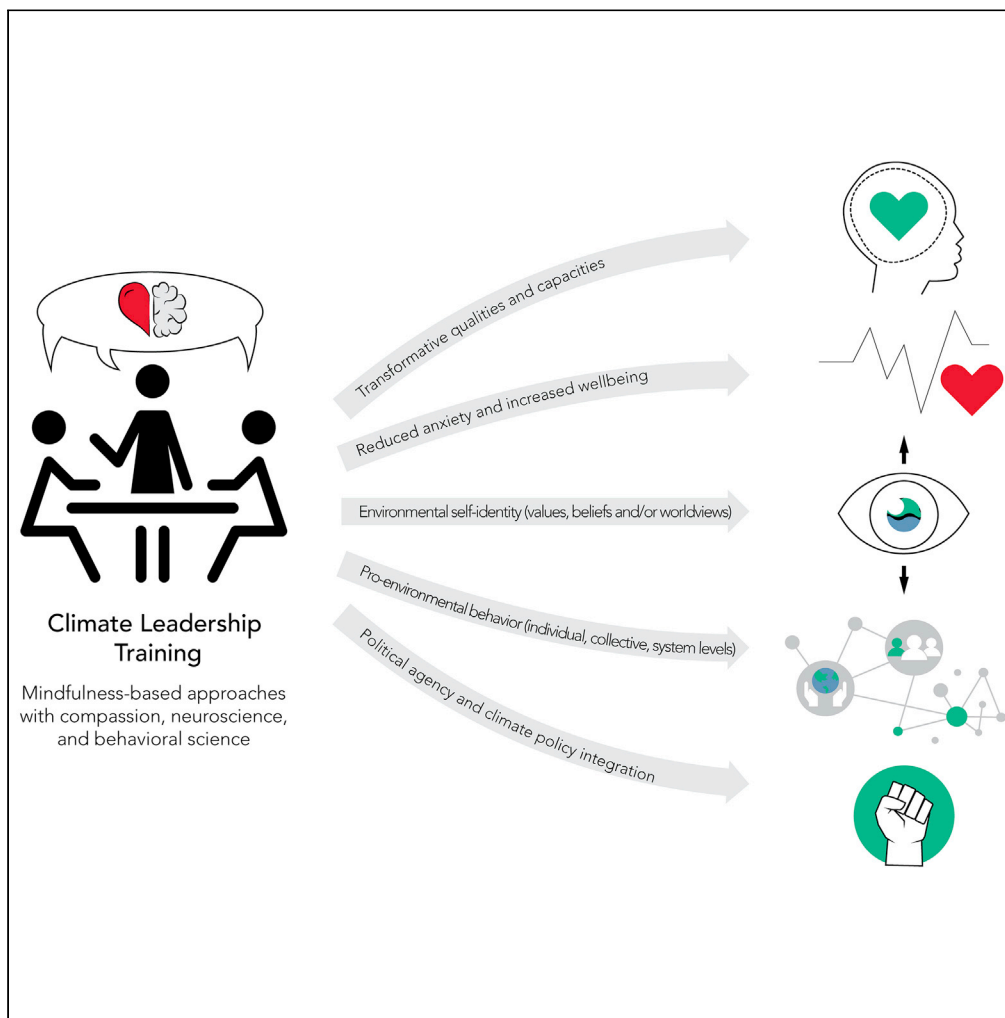 Transformative qualities and capacities
Reduced anxiety and increased wellbeing
Environmental self-identity (values, beliefs and/or worldviews)
Pro-environmental behavior (individual, collective, system levels)
Political agency and climate policy integration
Climate Leadership
Training
Mindfulness-based approaches
with compassion, neuroscience,
and behavioral science